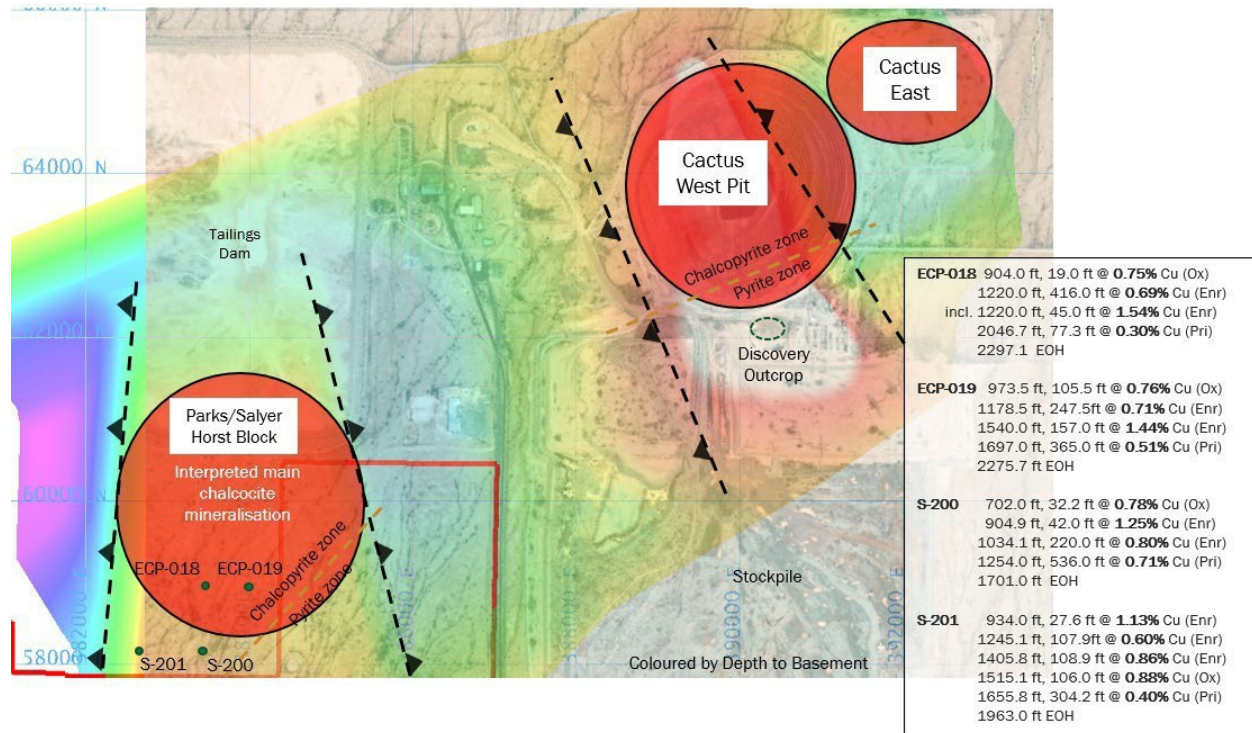 64000 N
62000 N
60000 N
58000
382000
390000 E
392000 E
Cactus
East
Cactus
West Pit
Tailings
Dam
Chalcopyrite zone
Pyrite zone
Discovery
Outcrop
Parks/Salyer
Horst Block
Interpreted main
chalcocite
mineralisation
ECP-018 ECP-019
Chalcopyrite zone
Pyrite zone
S-201 S-200
Stockpile
Coloured by Depth to Basement
ECP-018 904.0 ft, 19.0 ft @ 0.75% Cu (Ox)
1220.0 ft, 416.0 ft @ 0.69% Cu (Enr)
incl. 1220.0 ft, 45.0 ft @ 1.54% Cu (Enr)
2046.7 ft, 77.3 ft @ 0.30% Cu (Pri)
2297.1 EOH
ECP-019 973.5 ft, 105.5 ft @ 0.76% Cu (Ox)
1178.5 ft, 247.5ft @ 0.71% Cu (Enr)
1540.0 ft, 157.0 ft @ 1.44% Cu (Enr)
1697.0 ft, 365.0 ft @ 0.51% Cu (Pri)
2275.7 ft EOH
S-200 702.0 ft, 32.2 ft @ 0.78% Cu (Ox)
904.9 ft, 42.0 ft @ 1.25% Cu (Enr)
1034.1 ft, 220.0 ft @ 0.80% Cu (Enr)
1254.0 ft, 536.0 ft @ 0.71% Cu (Pri)
1701.0 ft EOH
S-201 934.0 ft, 27.6 ft @ 1.13% Cu (Enr)
1245.1 ft, 107.9ft @ 0.60% Cu (Enr)
1405.8 ft, 108.9 ft @ 0.86% Cu (Enr)
1515.1 ft, 106.0 ft @ 0.88% Cu (Ox)
1655.8 ft, 304.2 ft @ 0.40% Cu (Pri)
1963.0 ft EOH